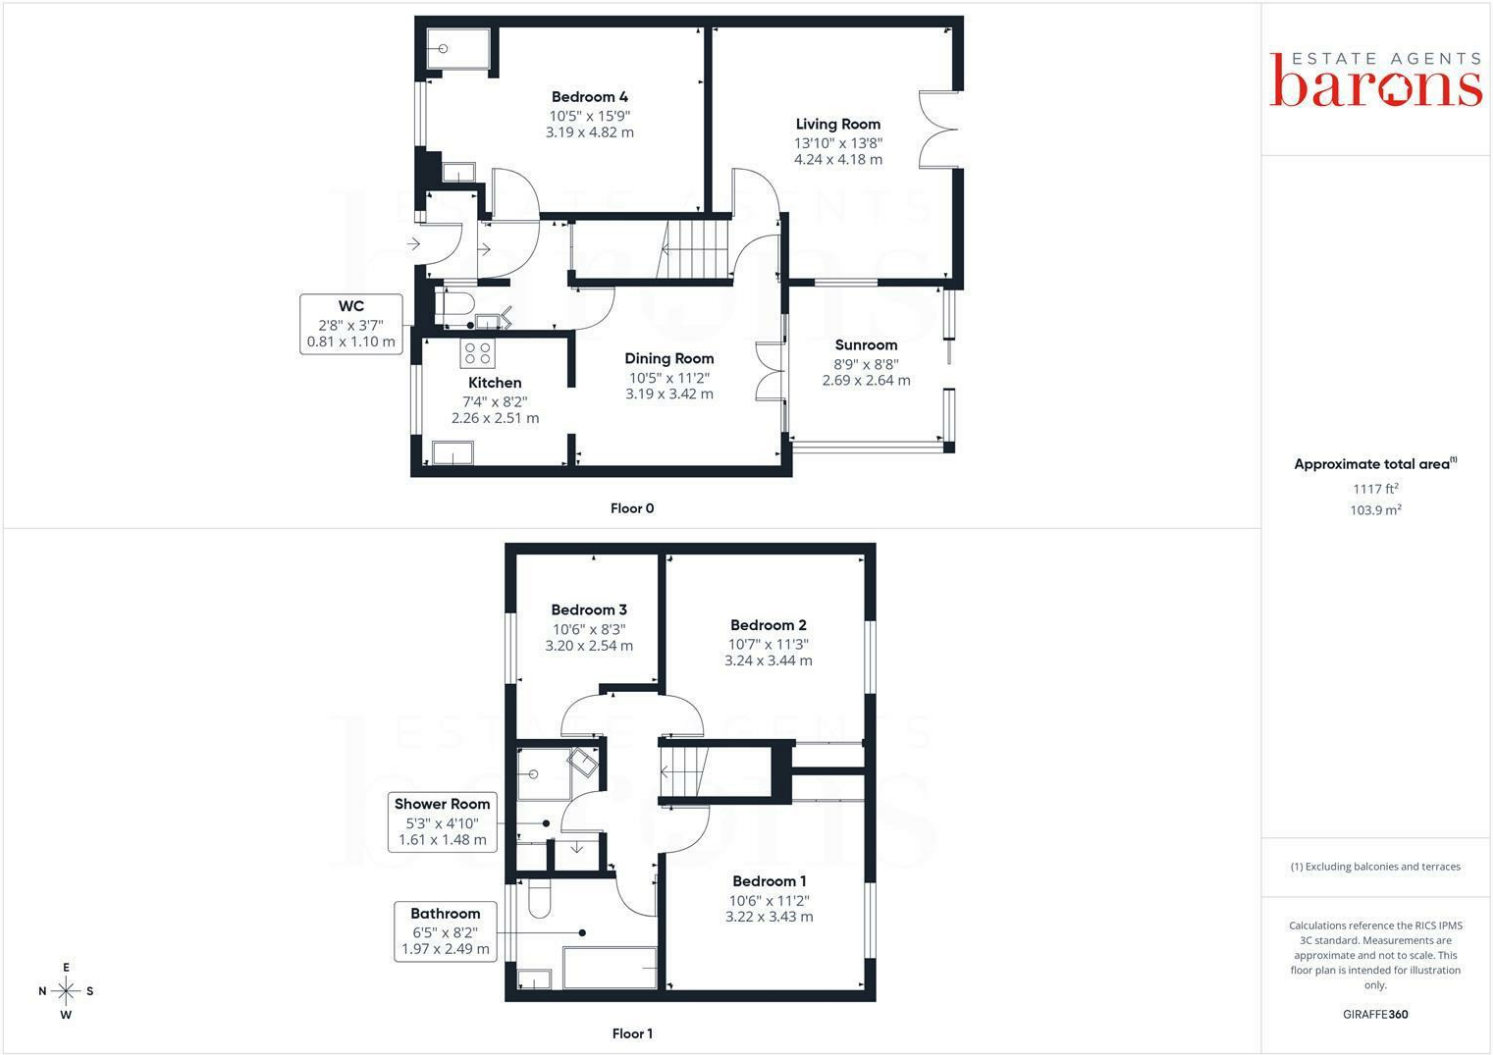 Bedroom 4
10'5" x 15'9"
3.19 x 4.82 m
Living Room
13'10" x 13'8"
4.24 x 4.18 m
WC
2'8" x 3'7"
0.81 x 1.10 m
Kitchen
7'4" x 8'2"
2.26 x 2.51 m
Dining Room
10'5" x 11'2"
3.19 x 3.42 m
Sunroom
8'9" x 8'8"
2.69 x 2.64 m
ESTATE AGENTS
barons
Floor 0
Bedroom 3
10'6" x 8'3"
3.20 x 2.54 m
Bedroom 2
10'7" x 11'3"
3.24 x 3.44 m
Shower Room
5'3" x 4'10"
1.61 x 1.48 m
Bathroom
6'5" x 8'2"
1.97 x 2.49 m
Bedroom 1
10'6" x 11'2"
3.22 x 3.43 m
ESTATE AGENTS
barons
Floor 1
E
N S
W
ESTATE AGENTS
barons
Approximate total area(1)
1117 ft²
103.9 m²
(1) Excluding balconies and terraces
Calculations reference the RICS IPMS
3C standard. Measurements are
approximate and not to scale. This
floor plan is intended for illustration
only.
GIRAFFE360